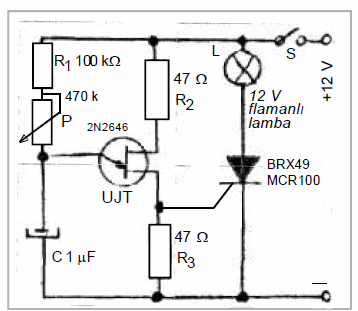 L
S
R1 100 kΩ
470 k
P
47 Ω
R2
12 V
flamanlı
lamba
+12 V
2N2646
UJT
BRX49
MCR100
C 1 μF
47 Ω
R3